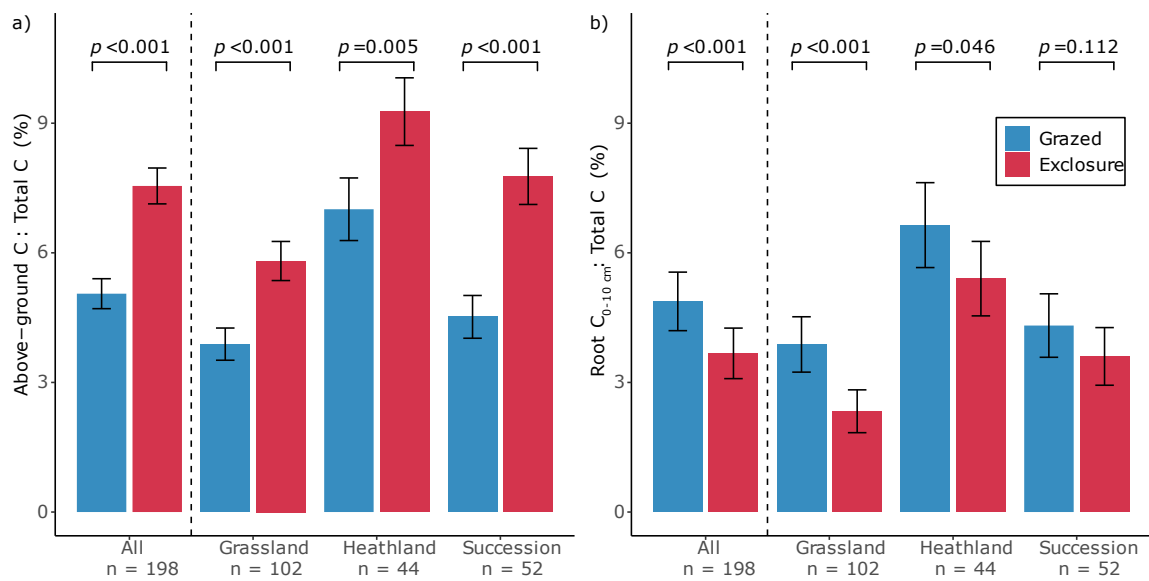 a)
p <0.001
p <0.001
p =0.005
p <0.001
Above−ground C : Total C (%)
9
6
3
0
All
n = 198
Grassland
n = 102
Heathland
n = 44
Succession
n = 52
b)
p <0.001
p <0.001
p =0.046
p =0.112
Grazed
Exclosure
Root C0-10 cm: Total C (%)
9
6
3
0
All
n = 198
Grassland
n = 102
Heathland
n = 44
Succession
n = 52